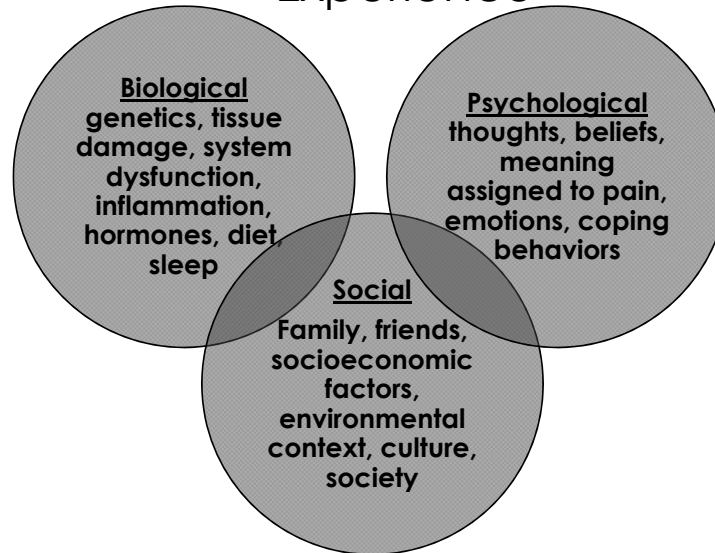 Experience
Biological
genetics, tissue
damage, system
dysfunction,
inflammation,
hormones, diet,
sleep
Psychological
thoughts, beliefs,
meaning
assigned to pain,
emotions, coping
behaviors
Social
Family, friends,
socioeconomic
factors,
environmental
context, culture,
society